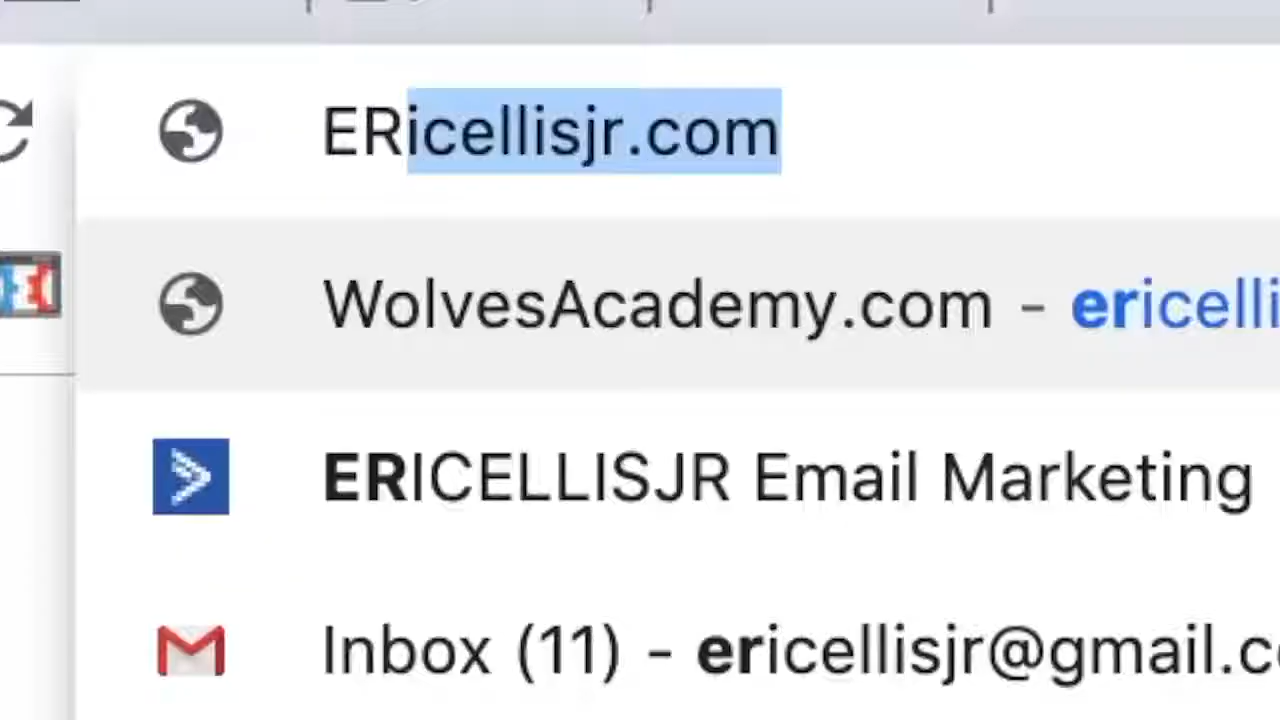 ERicellisjr.com
WolvesAcademy.com - ericelli
ERICELLISJR Email Marketing
Inbox (11) - ericellisjr@gmail.c